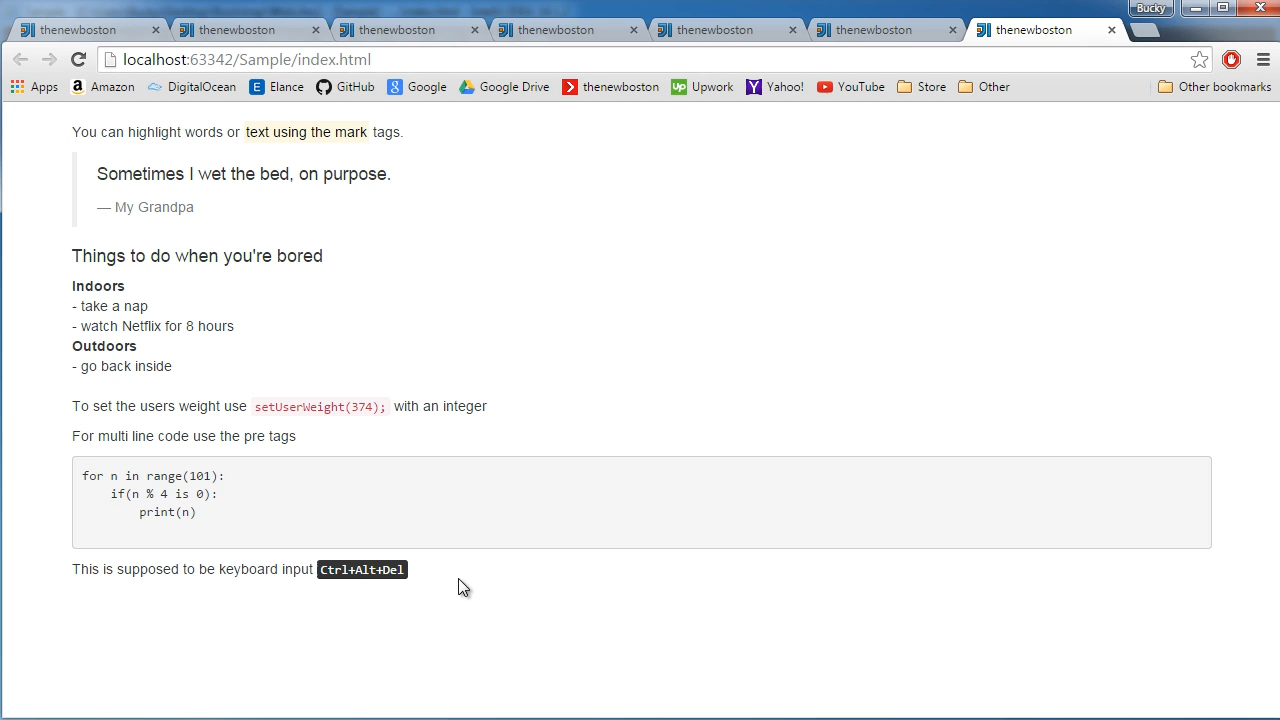 Bucky
thenewboston thenewboston thenewboston thenewboston thenewboston thenewboston thenewboston
localhost:63342/Sample/index.html
Apps Amazon DigitalOcean Elance GitHub Google Google Drive thenewboston Upwork Yahoo! YouTube Store Other Other bookmarks
You can highlight words or text using the mark tags.
Sometimes I wet the bed, on purpose.
— My Grandpa
Things to do when you're bored
Indoors
- take a nap
- watch Netflix for 8 hours
Outdoors
- go back inside
To set the users weight use setUserWeight(374); with an integer
For multi line code use the pre tags
for n in range(101):
    if(n % 4 is 0):
        print(n)
This is supposed to be keyboard input Ctrl+Alt+Del